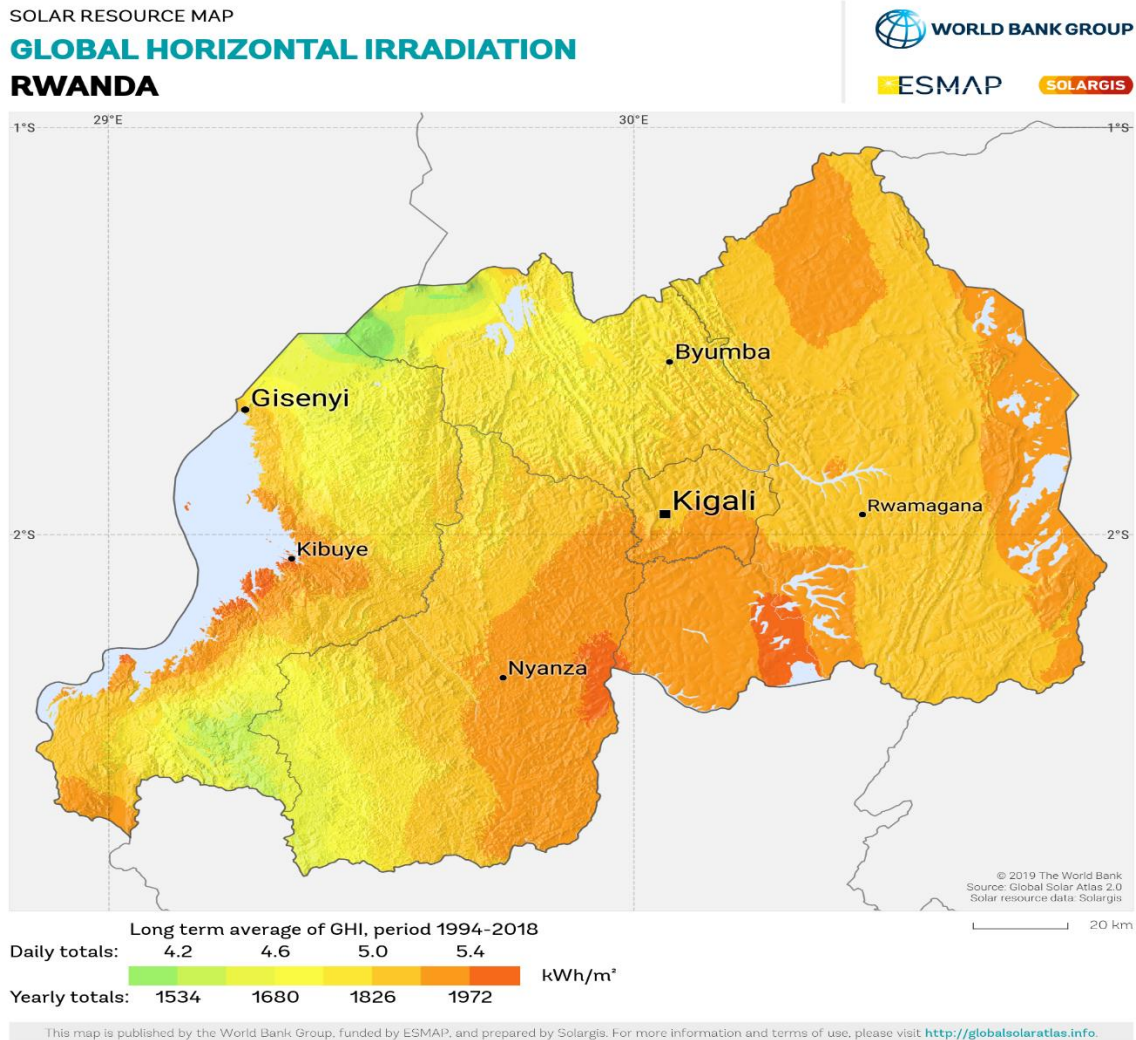 SOLAR RESOURCE MAP
GLOBAL HORIZONTAL IRRADIATION
RWANDA
WORLD BANK GROUP
ESMAP
SOLARGIS
29°E
30°E
1°S
1°S
Byumba
Gisenyi
Kigali
Rwamagana
2°S
2°S
Kibuye
Nyanza
© 2019 The World Bank
Source: Global Solar Atlas 2.0
Solar resource data: Solargis
20 km
Long term average of GHI, period 1994-2018
Daily totals: 4.2 4.6 5.0 5.4
kWh/m²
Yearly totals: 1534 1680 1826 1972
This map is published by the World Bank Group, funded by ESMAP, and prepared by Solargis. For more information and terms of use, please visit http://globalsolaratlas.info.